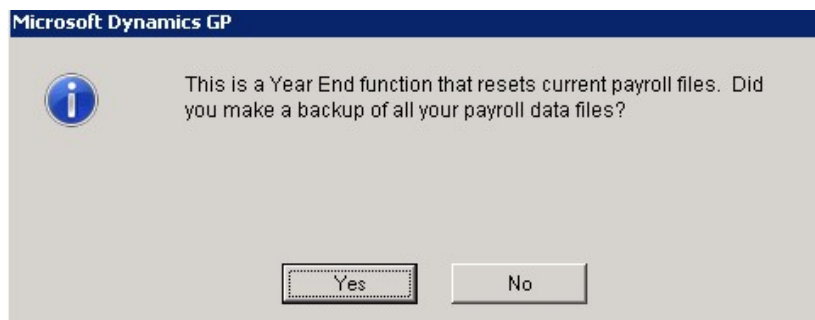 Microsoft Dynamics GP
This is a Year End function that resets current payroll files.  Did
you make a backup of all your payroll data files?
Yes
No